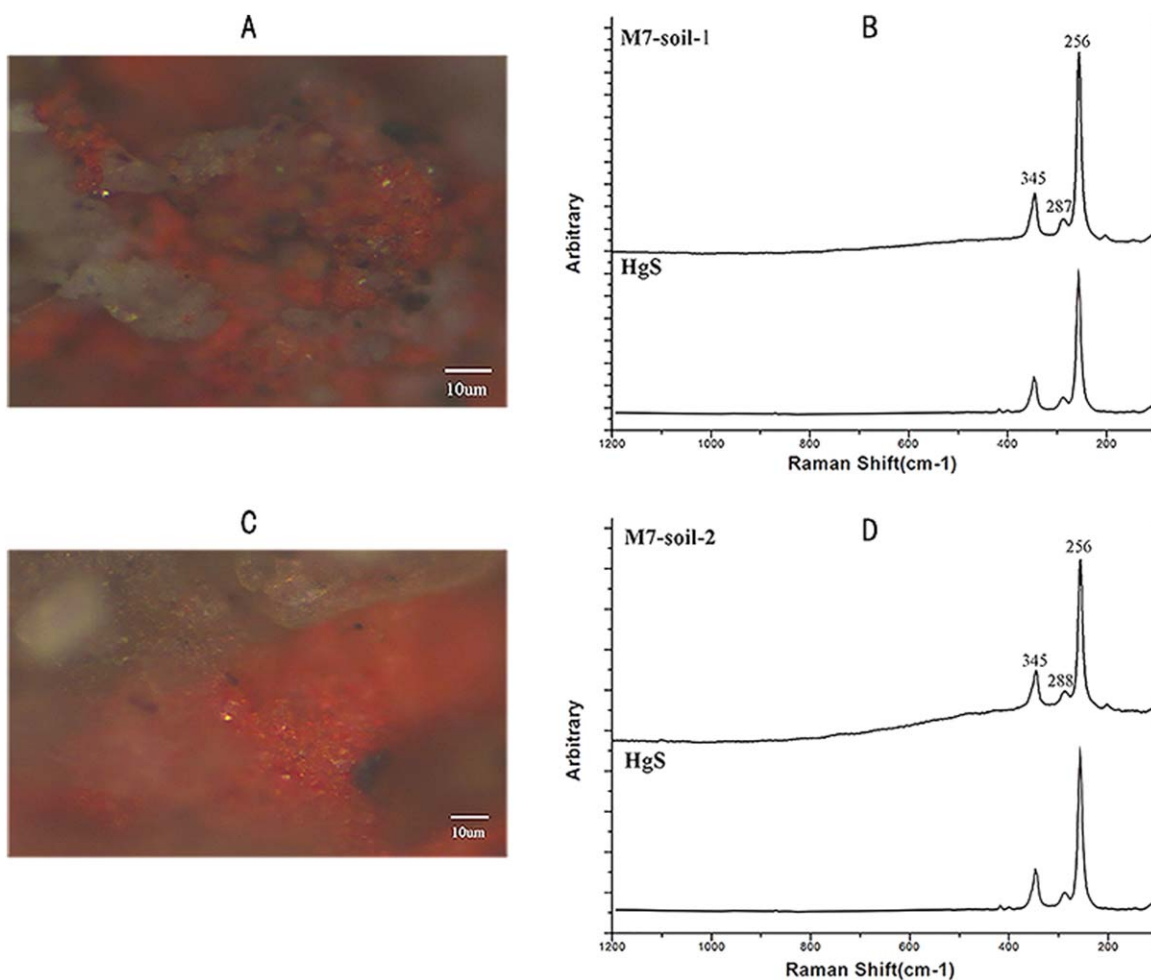 A
10um
B
M7-soil-1
256
345
287
HgS
Arbitrary
1200 1000 800 600 400 200
Raman Shift(cm-1)
C
10um
D
M7-soil-2
256
345
288
HgS
Arbitrary
1200 1000 800 600 400 200
Raman Shift(cm-1)